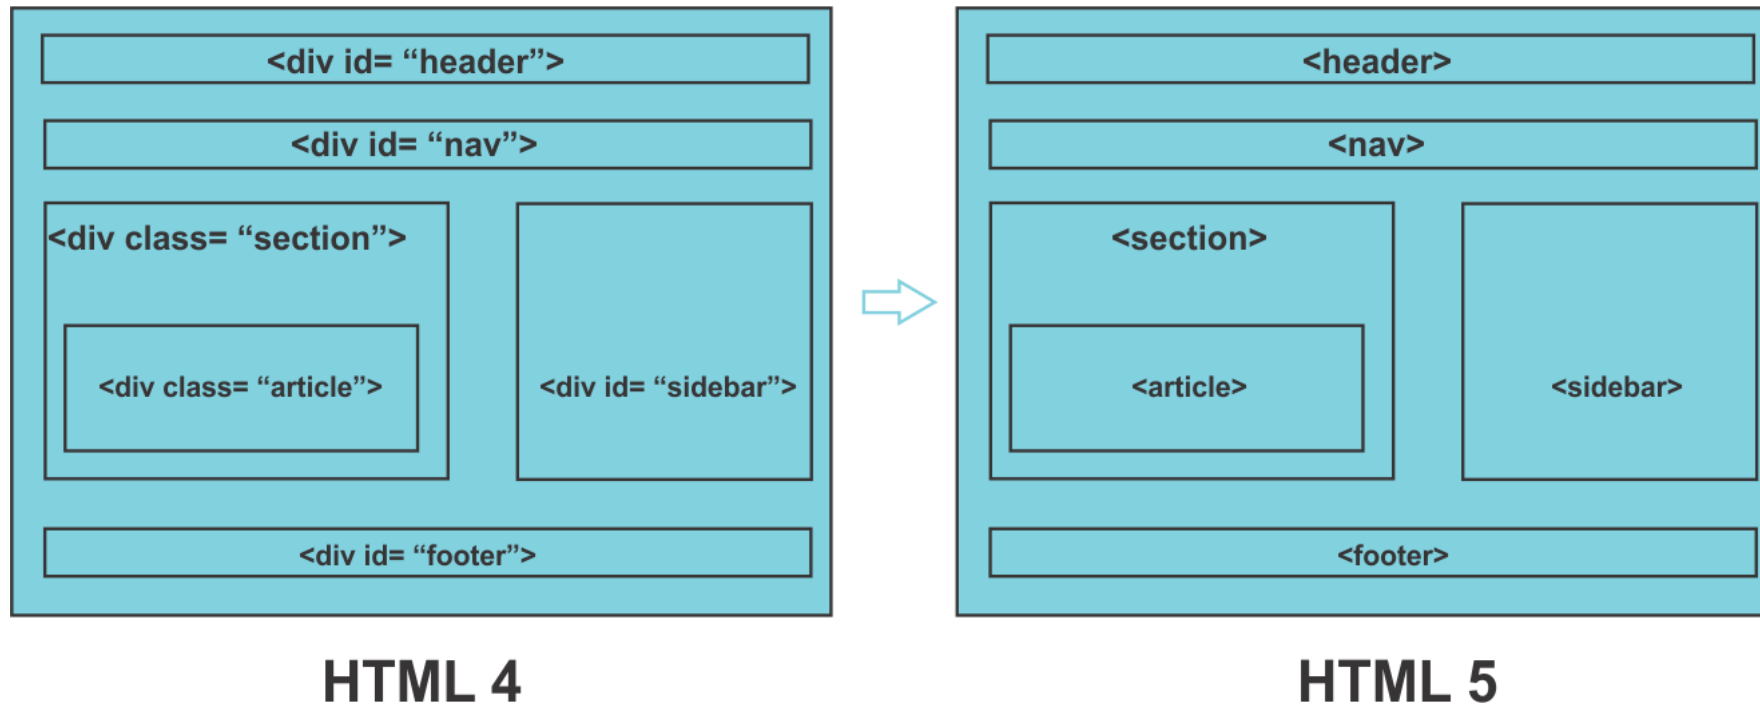 <div id= “header”>
<div id= “nav”>
<div class= “section”>
<div class= “article”>
<div id= “sidebar”>
<div id= “footer”>
HTML 4
<header>
<nav>
<section>
<article>
<sidebar>
<footer>
HTML 5